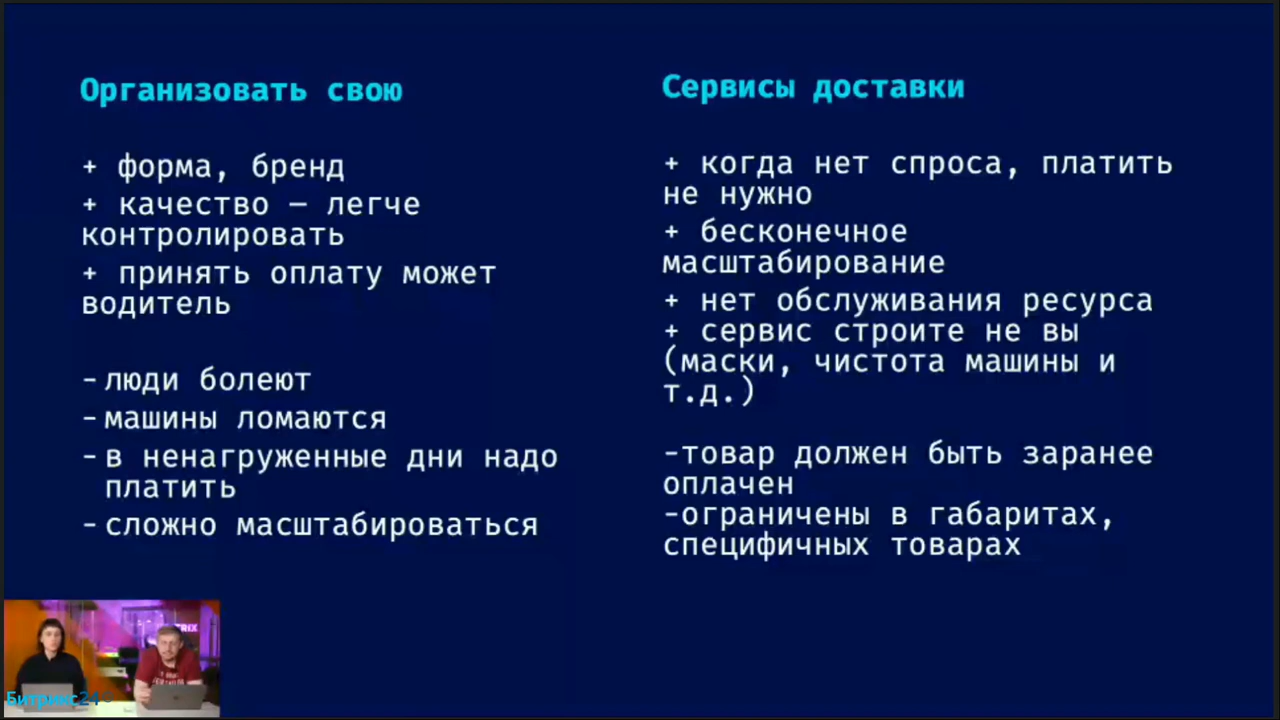 Организовать свою
+ форма, бренд
+ качество – легче
контролировать
+ принять оплату может
водитель
-люди болеют
-машины ломаются
-в ненагруженные дни надо
платить
-сложно масштабироваться
Сервисы доставки
+ когда нет спроса, платить
не нужно
+ бесконечное
масштабирование
+ нет обслуживания ресурса
+ сервис строите не вы
(маски, чистота машины и
т.д.)
-товар должен быть заранее
оплачен
-ограничены в габаритах,
специфичных товарах
Битрикс24